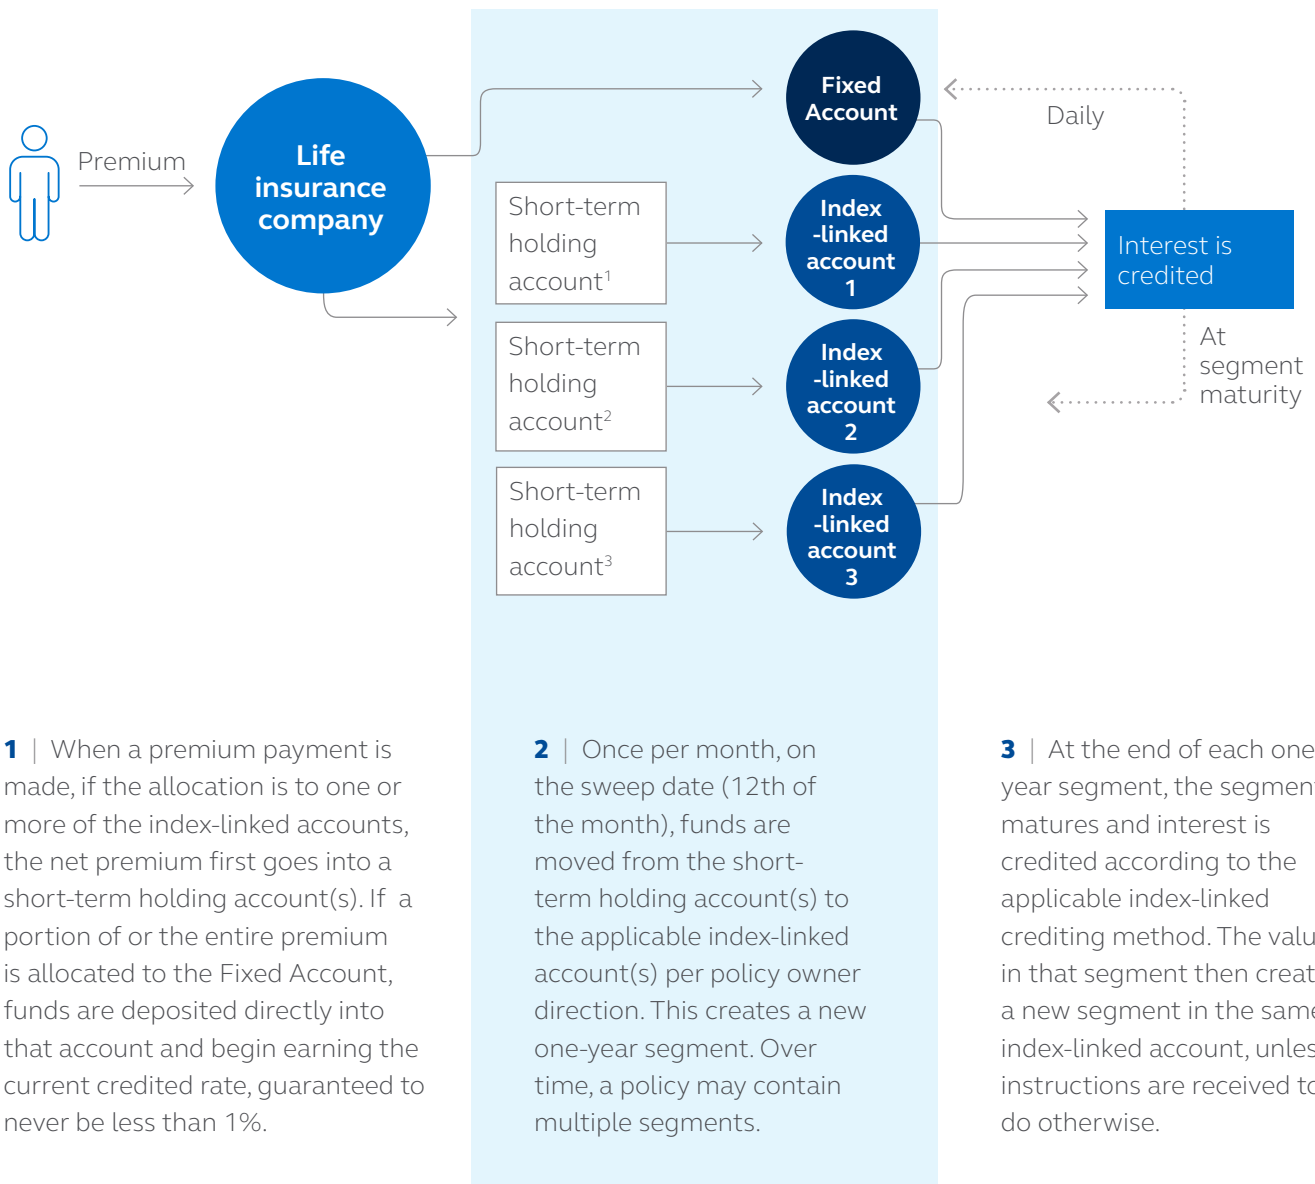 Premium
Life
insurance
company
Fixed
Account
Daily
Short-term
holding
account1
Index
-linked
account
1
Interest is
credited
Short-term
holding
account2
Index
-linked
account
2
At
segment
maturity
Short-term
holding
account3
Index
-linked
account
3
1 | When a premium payment is
made, if the allocation is to one or
more of the index-linked accounts,
the net premium first goes into a
short-term holding account(s). If a
portion of or the entire premium
is allocated to the Fixed Account,
funds are deposited directly into
that account and begin earning the
current credited rate, guaranteed to
never be less than 1%.
2 | Once per month, on
the sweep date (12th of
the month), funds are
moved from the short-
term holding account(s) to
the applicable index-linked
account(s) per policy owner
direction. This creates a new
one-year segment. Over
time, a policy may contain
multiple segments.
3 | At the end of each one
year segment, the segment
matures and interest is
credited according to the
applicable index-linked
crediting method. The valu
in that segment then creat
a new segment in the same
index-linked account, unles
instructions are received to
do otherwise.